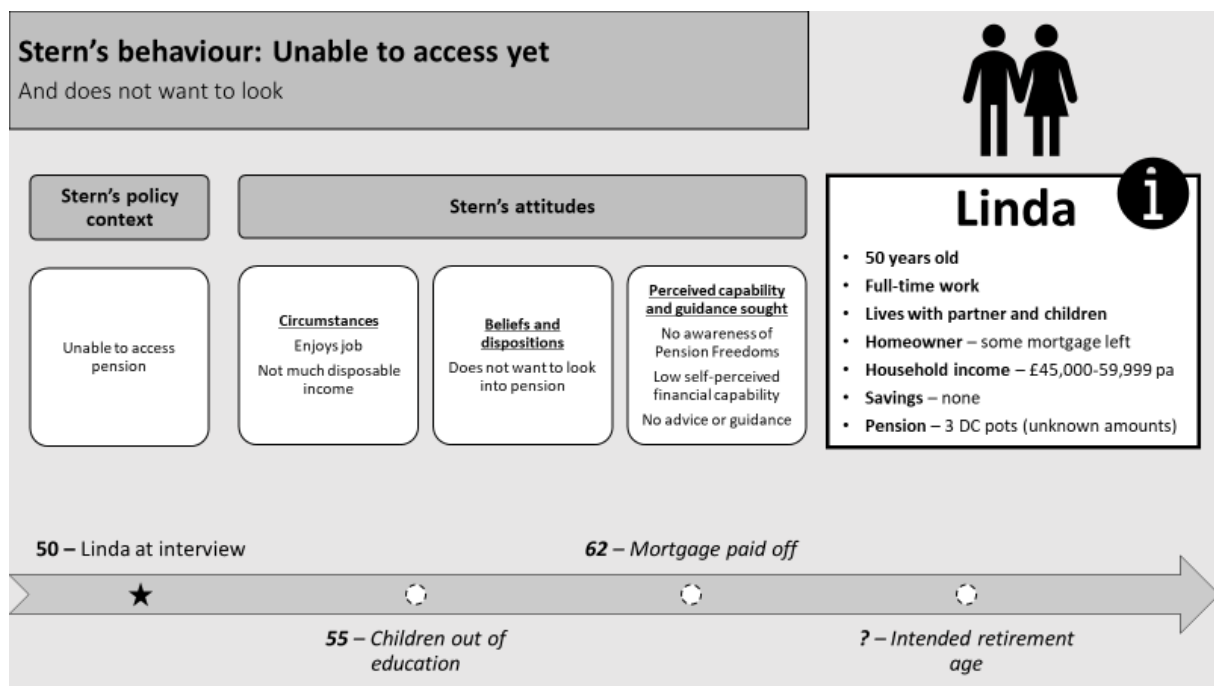 Stern’s behaviour: Unable to access yet
And does not want to look
Stern’s policy
context
Stern’s attitudes
Unable to access
pension
Circumstances
Enjoys job
Not much disposable
income
Beliefs and
dispositions
Does not want to look
into pension
Perceived capability
and guidance sought
No awareness of
Pension Freedoms
Low self-perceived
financial capability
No advice or guidance
i
Linda
• 50 years old
• Full-time work
• Lives with partner and children
• Homeowner – some mortgage left
• Household income – £45,000-59,999 pa
• Savings – none
• Pension – 3 DC pots (unknown amounts)
50 – Linda at interview
62 – Mortgage paid off
55 – Children out of
education
? – Intended retirement
age